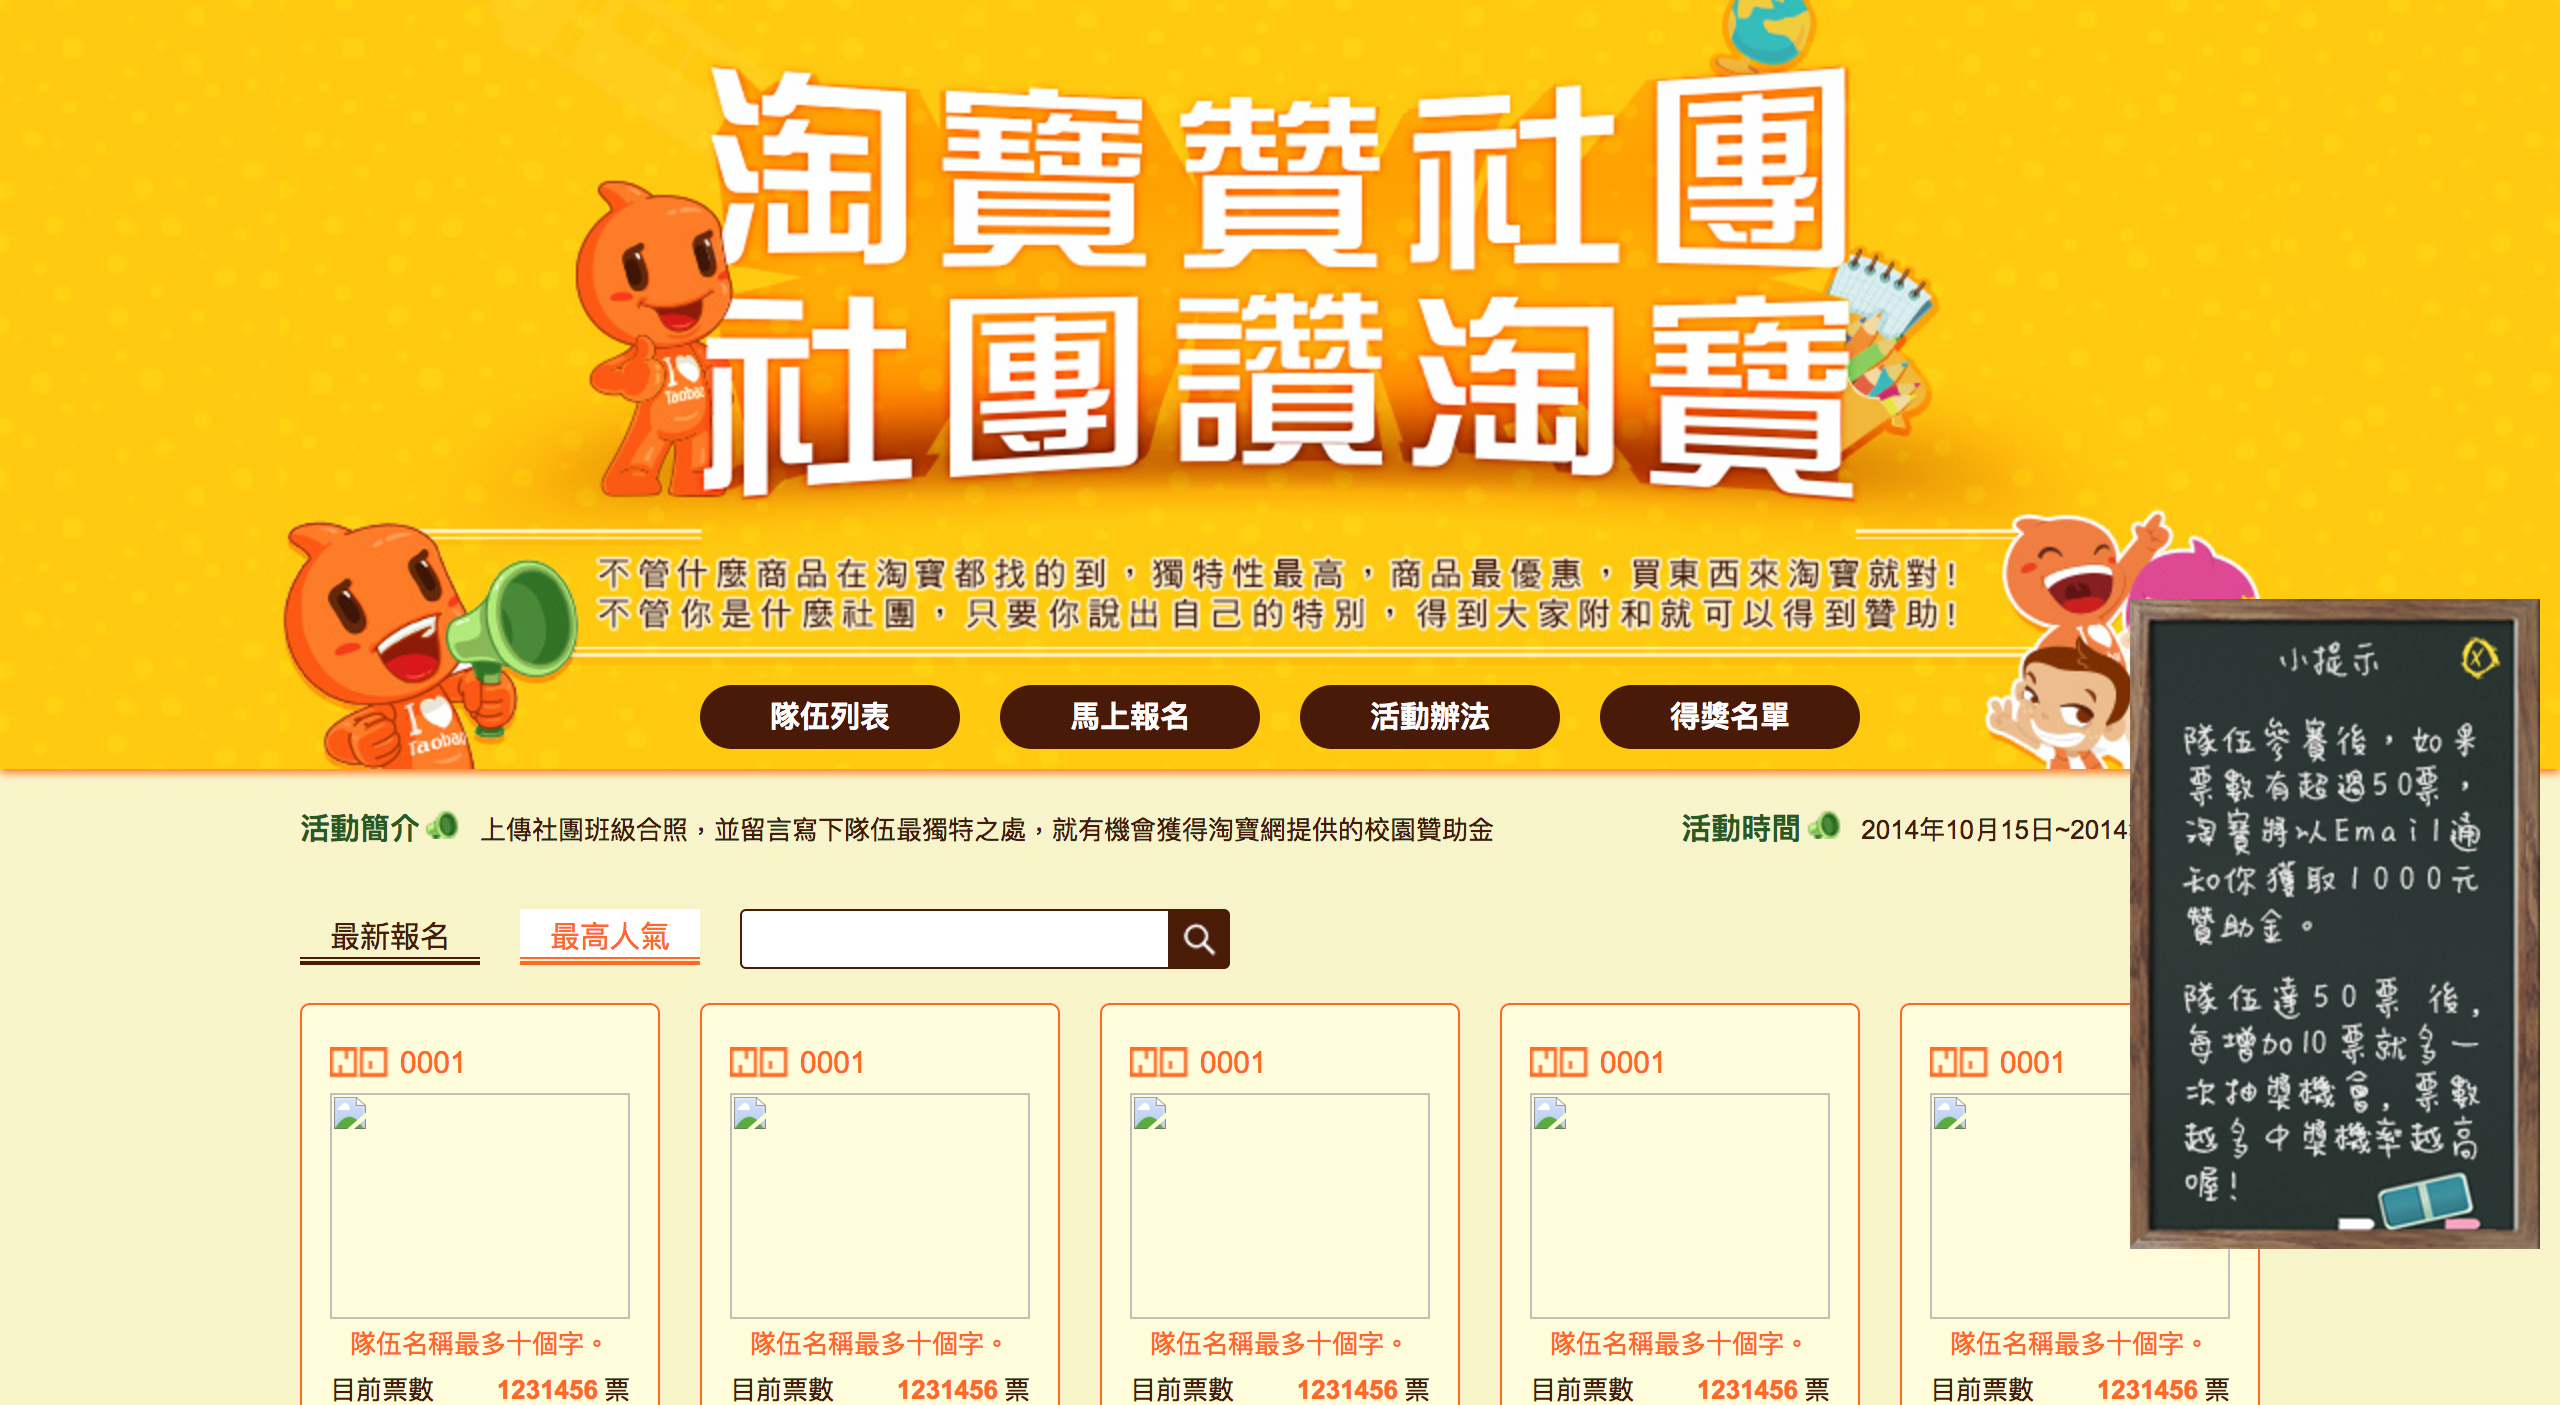 淘寶贊社團
社團讚淘寶
I
Taobao
不管什麼商品在淘寶都找的到，獨特性最高，商品最優惠，買東西來淘寶就對!
不管你是什麼社團，只要你說出自己的特別，得到大家附和就可以得到贊助!
I
Taobao
隊伍列表
馬上報名
活動辦法
得獎名單
小提示
X
隊伍參賽後，如果
票數有超過50票，
淘寶將以Email通
知你獲取1000元
贊助金。
隊伍達50票 後，
每增加10票就多一
次抽獎機會，票數
越多中獎機率越高
喔!
活動簡介
上傳社團班級合照，並留言寫下隊伍最獨特之處，就有機會獲得淘寶網提供的校園贊助金
活動時間
2014年10月15日~2014
最新報名
最高人氣
NO 0001
隊伍名稱最多十個字。
目前票數 1231456 票
NO 0001
隊伍名稱最多十個字。
目前票數 1231456 票
NO 0001
隊伍名稱最多十個字。
目前票數 1231456 票
NO 0001
隊伍名稱最多十個字。
目前票數 1231456 票
NO 0001
隊伍名稱最多十個字。
目前票數 1231456 票